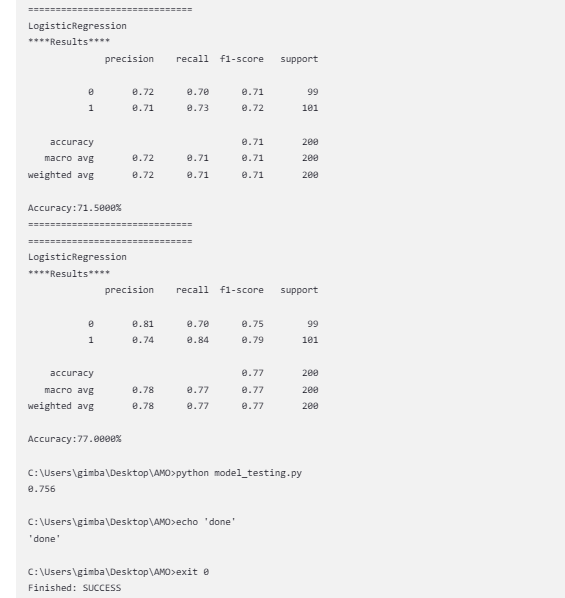 ==============================
LogisticRegression
****Results****
              precision    recall  f1-score   support

           0       0.72      0.70      0.71        99
           1       0.71      0.73      0.72       101

    accuracy                           0.71       200
   macro avg       0.72      0.71      0.71       200
weighted avg       0.72      0.71      0.71       200

Accuracy:71.5000%
==============================
==============================
LogisticRegression
****Results****
              precision    recall  f1-score   support

           0       0.81      0.70      0.75        99
           1       0.74      0.84      0.79       101

    accuracy                           0.77       200
   macro avg       0.78      0.77      0.77       200
weighted avg       0.78      0.77      0.77       200

Accuracy:77.0000%

C:\Users\gimba\Desktop\AMO>python model_testing.py
0.756

C:\Users\gimba\Desktop\AMO>echo 'done'
'done'

C:\Users\gimba\Desktop\AMO>exit 0
Finished: SUCCESS